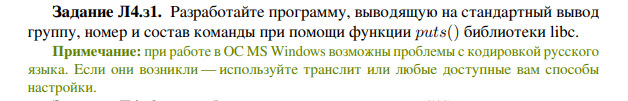 Задание Л4.з1. Разработайте программу, выводящую на стандартный вывод
группу, номер и состав команды при помощи функции puts() библиотеки libc.
Примечание: при работе в ОС MS Windows возможны проблемы с кодировкой русского
языка. Если они возникли — используйте транслит или любые доступные вам способы
настройки.